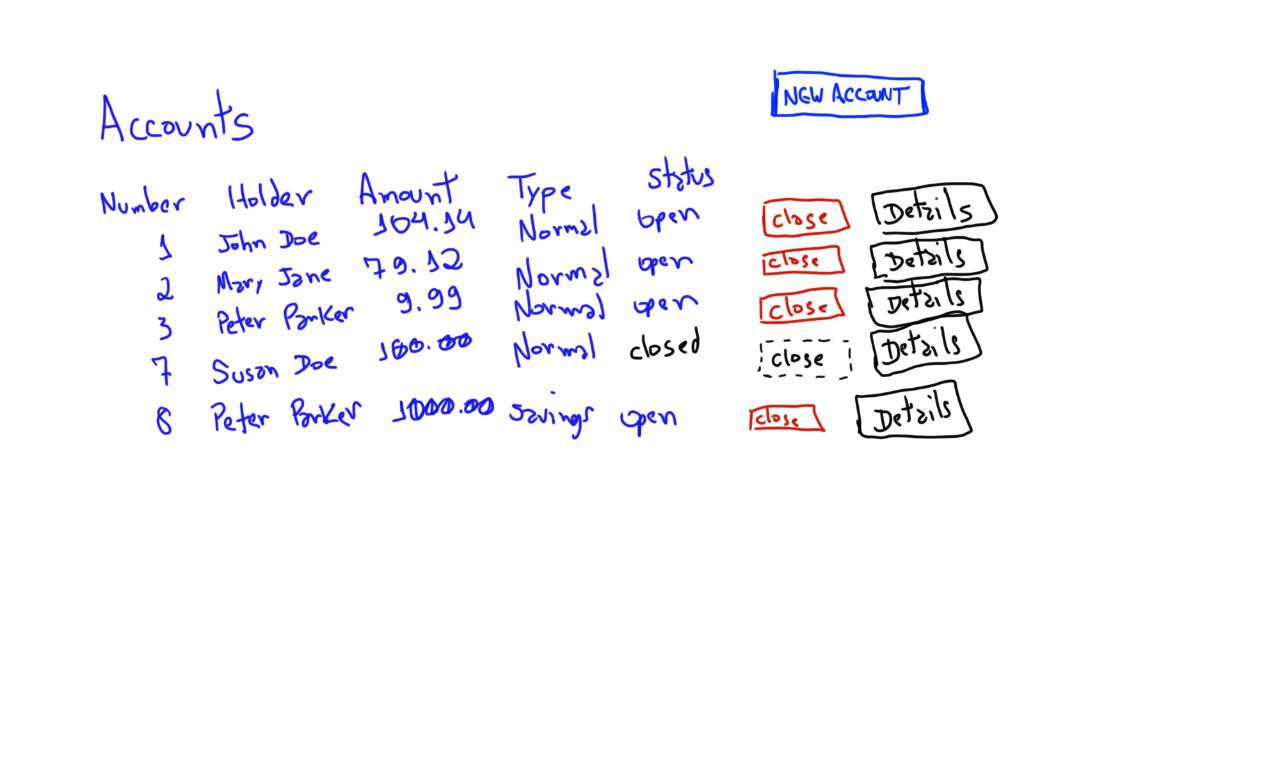 NEW ACCOUNT
Accounts
Number Holder Amount Type Status
1 John Doe 104.14 Normal open close Details
2 Mary Jane 79.12 Normal open close Details
3 Peter Parker 9.99 Normal open close Details
7 Susan Doe 100.00 Normal closed close Details
8 Peter Parker 1000.00 savings open close Details